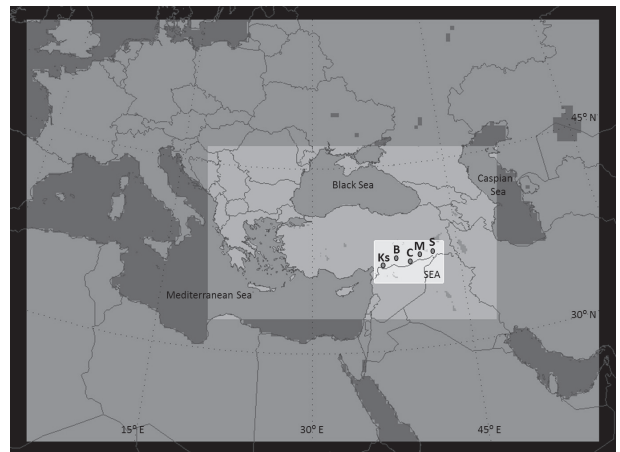 45° N
Black Sea
Caspian
Sea
Ks B C M S
SEA
Mediterranean Sea
30° N
15° E 30° E 45° E